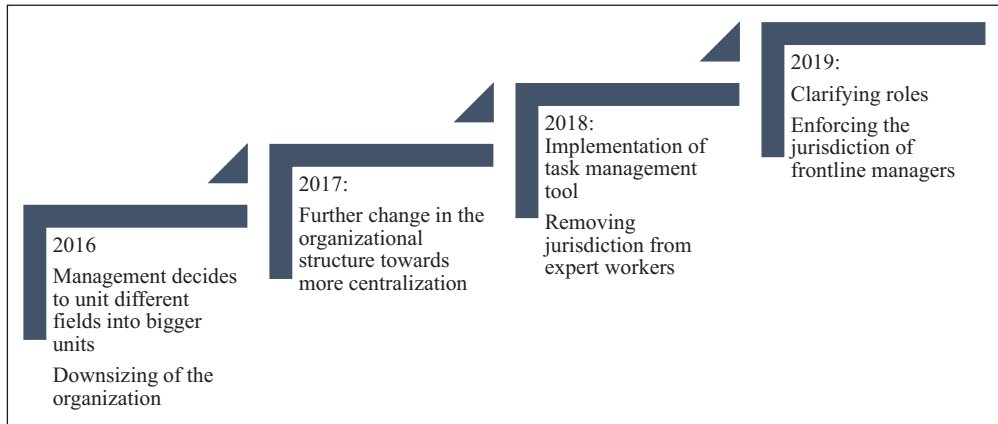 2016
Management decides
to unit different
fields into bigger
units
Downsizing of the
organization
2017:
Further change in the
organizational
structure towards
more centralization
2018:
Implementation of
task management
tool
Removing
jurisdiction from
expert workers
2019:
Clarifying roles
Enforcing the
jurisdiction of
frontline managers